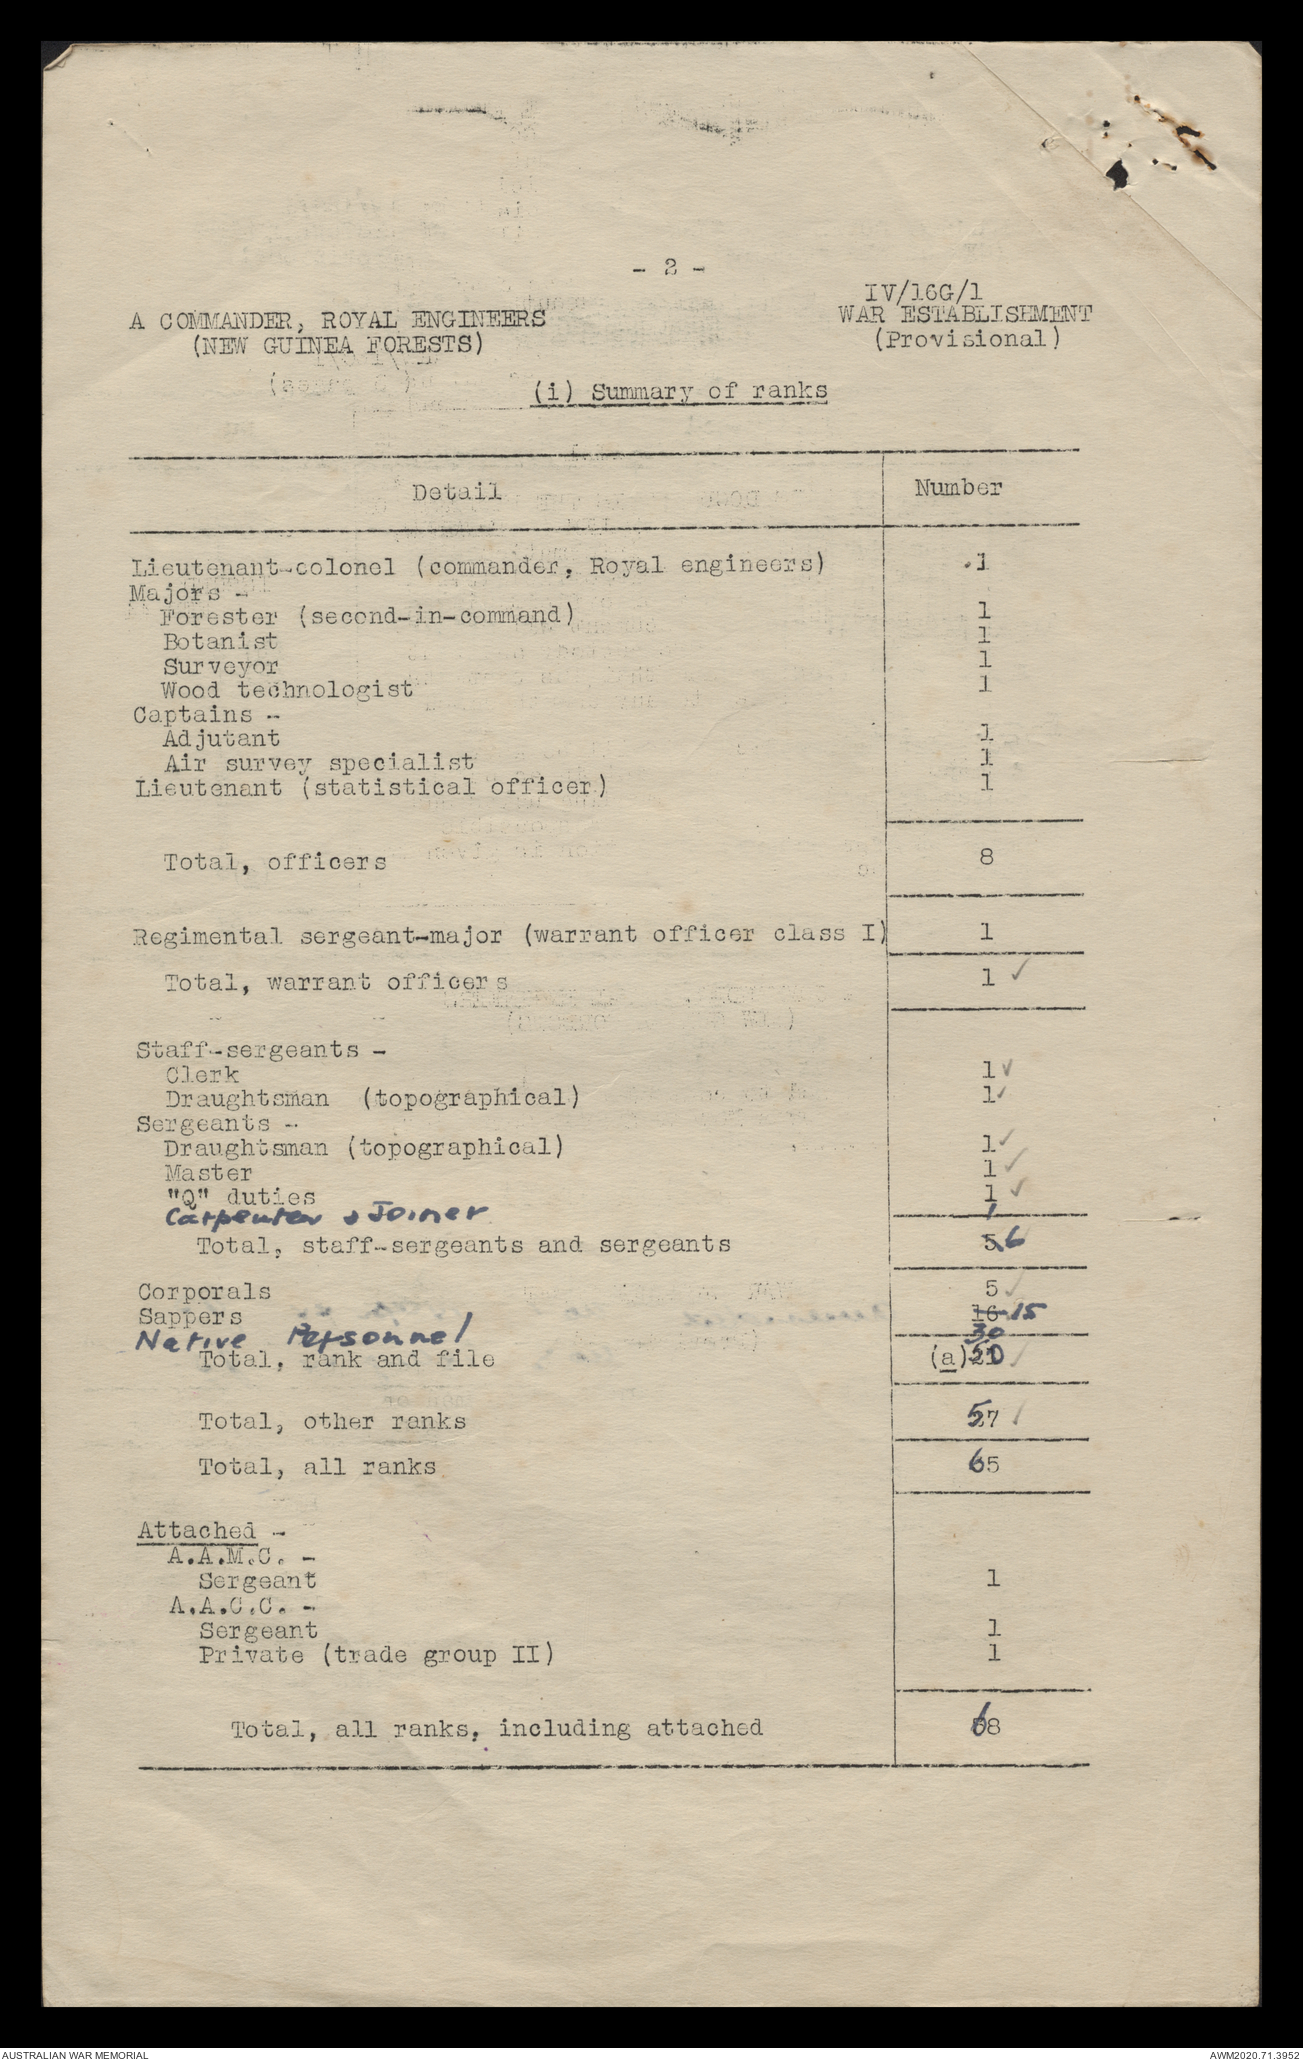 - 2 -
IV/16G/1
A COMMANDER, ROYAL ENGINEERS WAR ESTABLISHMENT
(NEW GUINEA FORESTS) (Provisional)
(i) Summary of ranks
Detail Number
Lieutenant-colonel (commander, Royal engineers) 1
Majors -
Forester (second-in-command) 1
Botanist 1
Surveyor 1
Wood technologist 1
Captains -
Adjutant 1
Air survey specialist 1
Lieutenant (statistical officer) 1
Total, officers 8
Regimental sergeant-major (warrant officer class I) 1
Total, warrant officers 1 ✓
Staff-sergeants -
Clerk 1 ✓
Draughtsman (topographical) 1 ✓
Sergeants -
Draughtsman (topographical) 1 ✓
Master 1 ✓
"Q" duties 1 ✓
Carpenter & Joiner 1
Total, staff-sergeants and sergeants 5 6
Corporals 5 ✓
Sappers 16 15
Native Personnel 30
Total, rank and file (a) 50 ✓
Total, other ranks 57 ✓
Total, all ranks 65
Attached -
A.A.M.C. -
Sergeant 1
A.A.C.C. -
Sergeant 1
Private (trade group II) 1
Total, all ranks, including attached 68
AUSTRALIAN WAR MEMORIAL AWM2020.71.3952